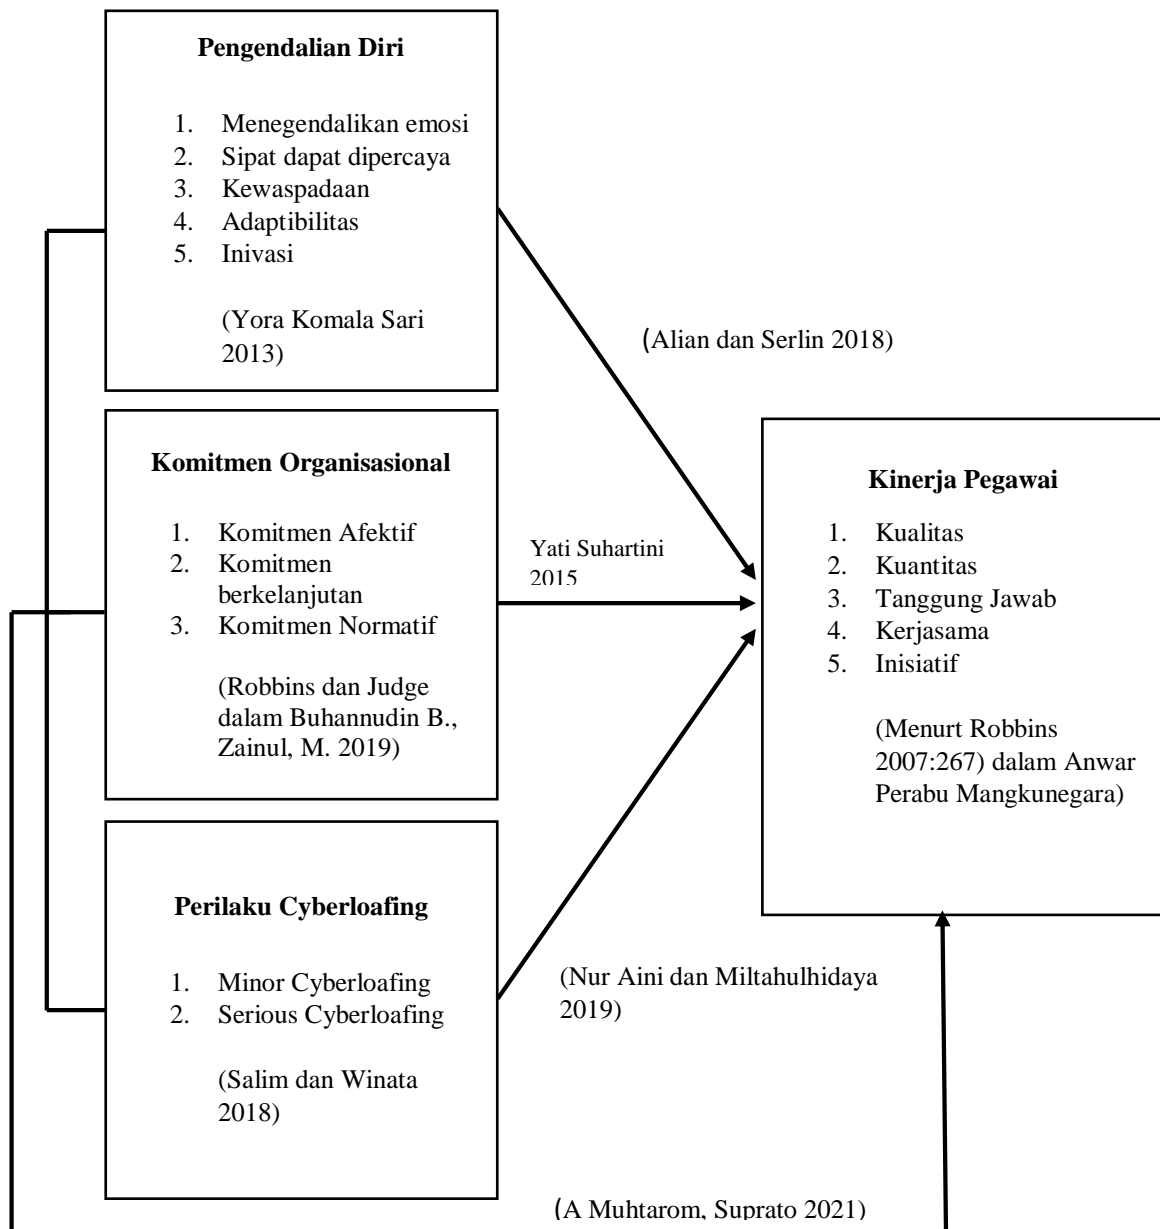 Pengendalian Diri
1. Menegendalikan emosi
2. Sipat dapat dipercaya
3. Kewaspadaan
4. Adaptibilitas
5. Inivasi
(Yora Komala Sari
2013)
(Alian dan Serlin 2018)
Komitmen Organisasional
1. Komitmen Afektif
2. Komitmen
berkelanjutan
3. Komitmen Normatif
(Robbins dan Judge
dalam Buhannudin B.,
Zainul, M. 2019)
Yati Suhartini
2015
Kinerja Pegawai
1. Kualitas
2. Kuantitas
3. Tanggung Jawab
4. Kerjasama
5. Inisiatif
(Menurt Robbins
2007:267) dalam Anwar
Perabu Mangkunegara)
Perilaku Cyberloafing
1. Minor Cyberloafing
2. Serious Cyberloafing
(Salim dan Winata
2018)
(Nur Aini dan Miltahulhidaya
2019)
(A Muhtarom, Suprato 2021)